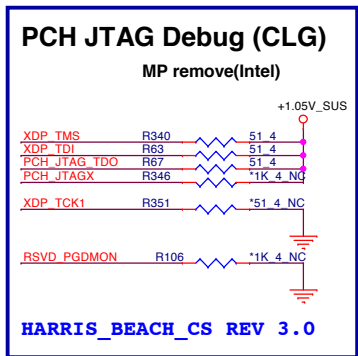 PCH JTAG Debug (CLG)
MP remove(Intel)
+1.05V_SUS
XDP_TMS R340 51_4
XDP_TDI R63 51_4
PCH_JTAG_TDO R67 51_4
PCH_JTAGX R346 *1K_4_NC
XDP_TCK1 R351 *51_4_NC
RSVD_PGDMON R106 *1K_4_NC
HARRIS_BEACH_CS REV 3.0